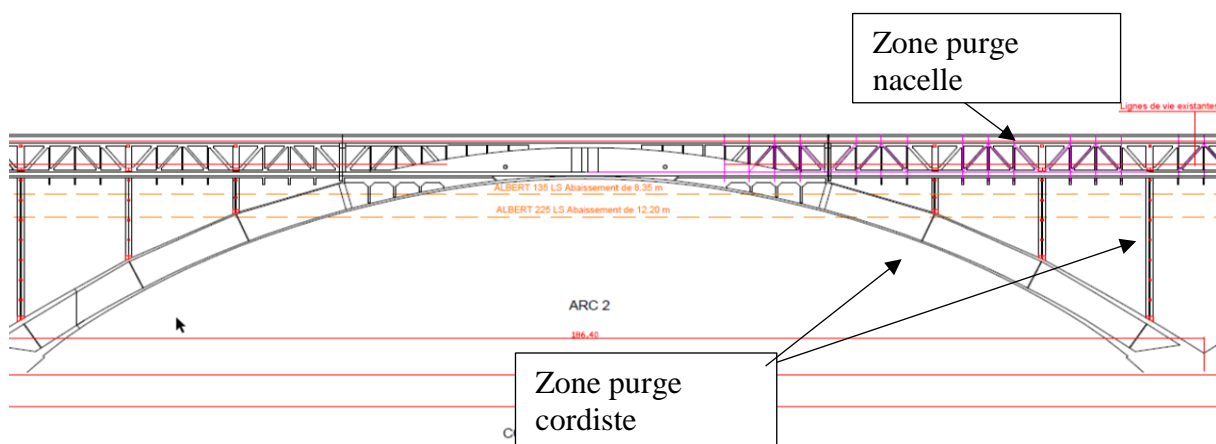 Zone purge
nacelle
Lignes de vie existantes
ALBERT 135 LS Abaissement de 8.35 m
ALBERT 225 LS Abaissement de 12.20 m
ARC 2
186.40
Zone purge
cordiste